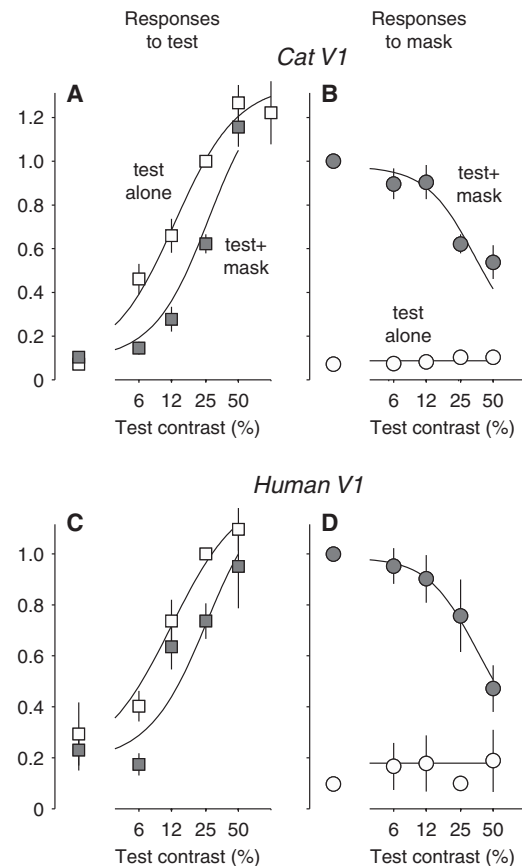 Responses to test
Responses to mask
Cat V1
A
B
1.2
1.0
0.8
0.6
0.4
0.2
0
test alone
test+ mask
test+ mask
test alone
6 12 25 50
6 12 25 50
Test contrast (%)
Test contrast (%)
Human V1
C
D
1.0
0.8
0.6
0.4
0.2
0
6 12 25 50
6 12 25 50
Test contrast (%)
Test contrast (%)